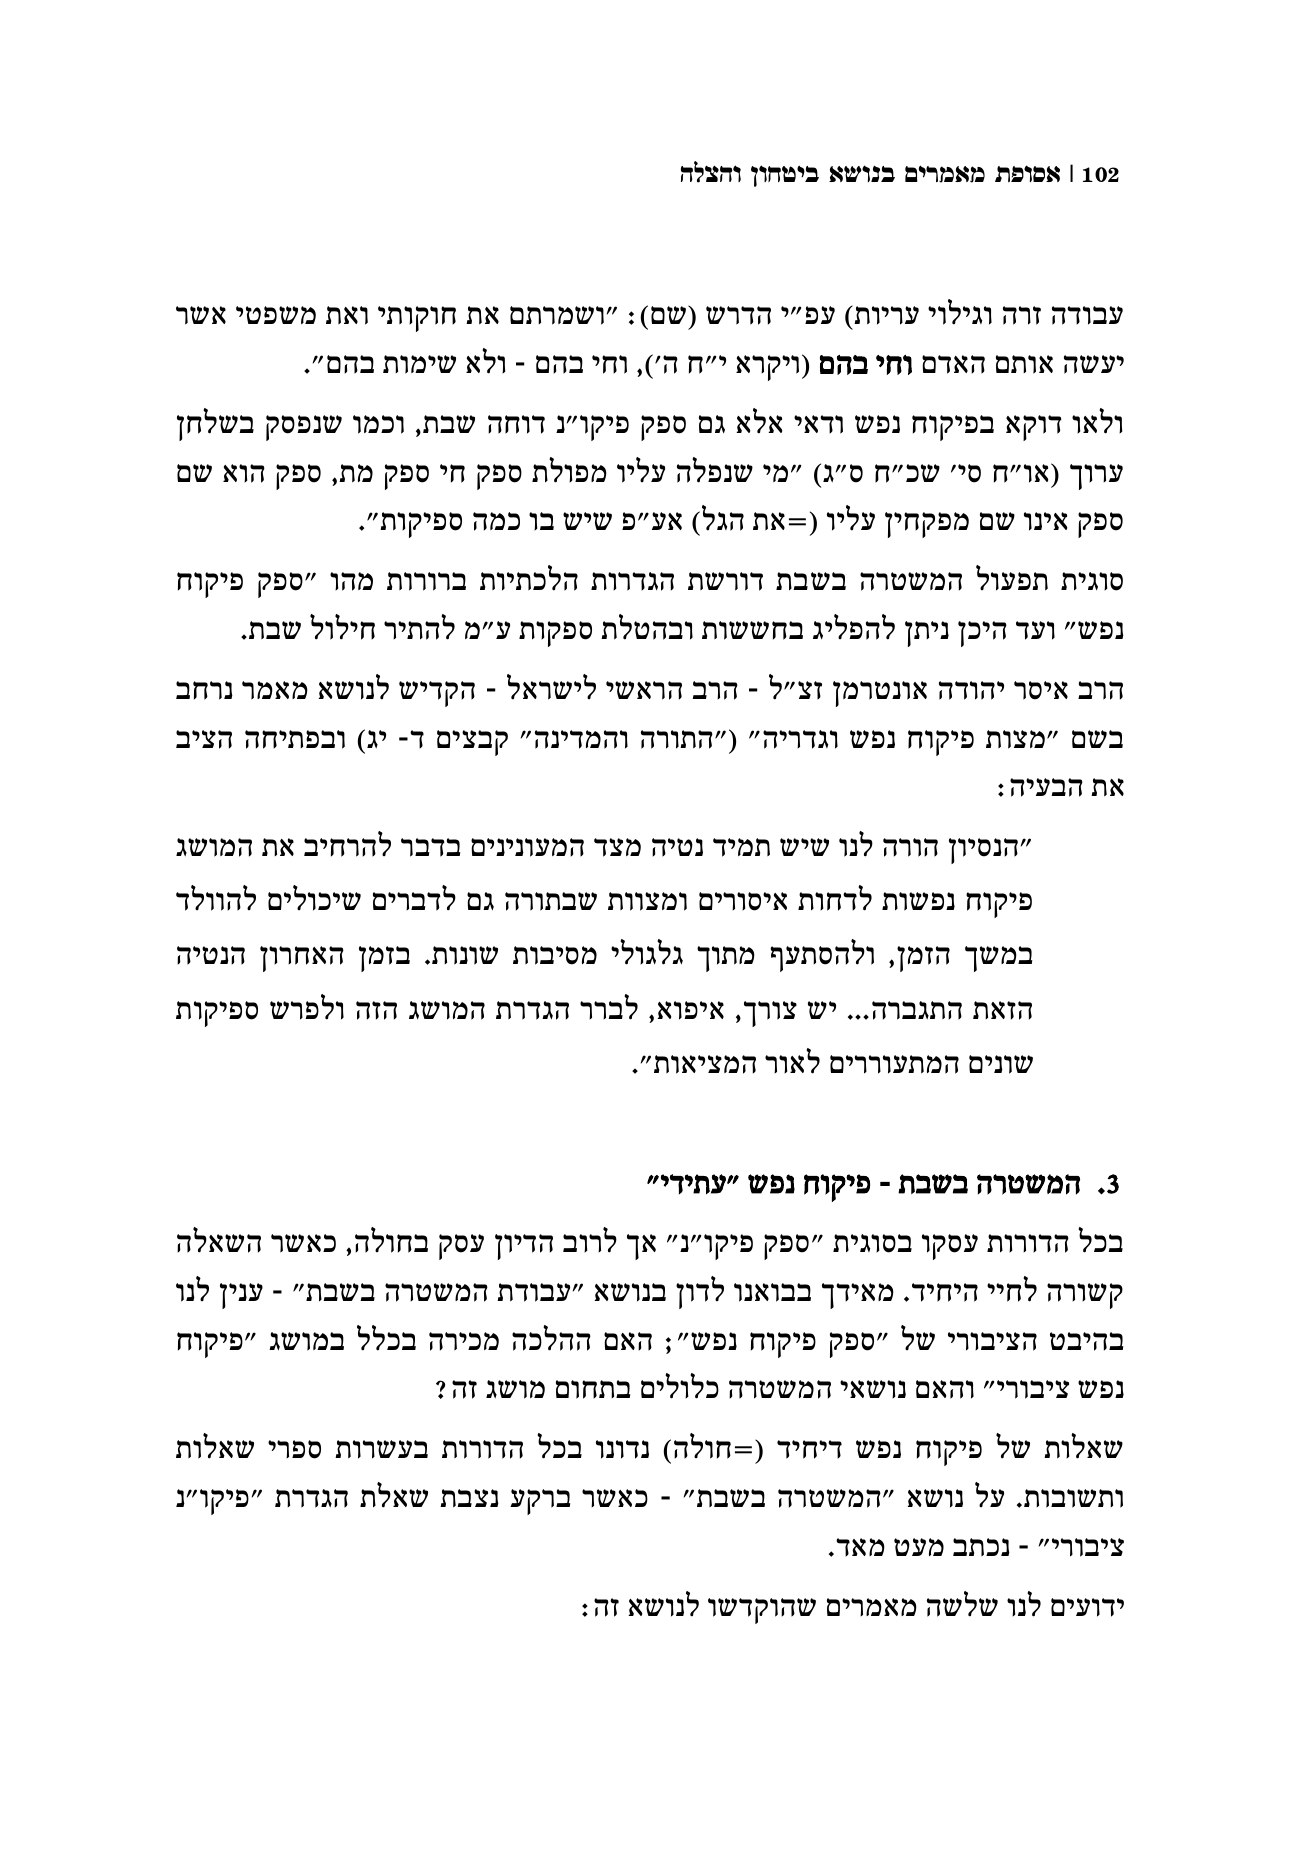 102 | אסופת מאמרים בנושא ביטחון והצלה
עבודה זרה וגילוי עריות) עפ״י הדרש (שם): ״ושמרתם את חוקותי ואת משפטי אשר
יעשה אותם האדם וחי בהם (ויקרא י״ח ה׳), וחי בהם - ולא שימות בהם״.
ולאו דוקא בפיקוח נפש ודאי אלא גם ספק פיקו״נ דוחה שבת, וכמו שנפסק בשלחן
ערוך (או״ח סי׳ שכ״ח ס״ג) ״מי שנפלה עליו מפולת ספק חי ספק מת, ספק הוא שם
ספק אינו שם מפקחין עליו (=את הגל) אע״פ שיש בו כמה ספיקות״.
סוגית תפעול המשטרה בשבת דורשת הגדרות הלכתיות ברורות מהו ״ספק פיקוח
נפש״ ועד היכן ניתן להפליג בחששות ובהטלת ספקות ע״מ להתיר חילול שבת.
הרב איסר יהודה אונטרמן זצ״ל - הרב הראשי לישראל - הקדיש לנושא מאמר נרחב
בשם ״מצות פיקוח נפש וגדריה״ (״התורה והמדינה״ קבצים ד- יג) ובפתיחה הציב
את הבעיה:
״הנסיון הורה לנו שיש תמיד נטיה מצד המעונינים בדבר להרחיב את המושג
פיקוח נפשות לדחות איסורים ומצוות שבתורה גם לדברים שיכולים להוולד
במשך הזמן, ולהסתעף מתוך גלגולי מסיבות שונות. בזמן האחרון הנטיה
הזאת התגברה... יש צורך, איפוא, לברר הגדרת המושג הזה ולפרש ספיקות
שונים המתעוררים לאור המציאות״.
3. המשטרה בשבת - פיקוח נפש ״עתידי״
בכל הדורות עסקו בסוגית ״ספק פיקו״נ״ אך לרוב הדיון עסק בחולה, כאשר השאלה
קשורה לחיי היחיד. מאידך בבואנו לדון בנושא ״עבודת המשטרה בשבת״ - ענין לנו
בהיבט הציבורי של ״ספק פיקוח נפש״; האם ההלכה מכירה בכלל במושג ״פיקוח
נפש ציבורי״ והאם נושאי המשטרה כלולים בתחום מושג זה?
שאלות של פיקוח נפש דיחיד (=חולה) נדונו בכל הדורות בעשרות ספרי שאלות
ותשובות. על נושא ״המשטרה בשבת״ - כאשר ברקע נצבת שאלת הגדרת ״פיקו״נ
ציבורי״ - נכתב מעט מאד.
ידועים לנו שלשה מאמרים שהוקדשו לנושא זה: